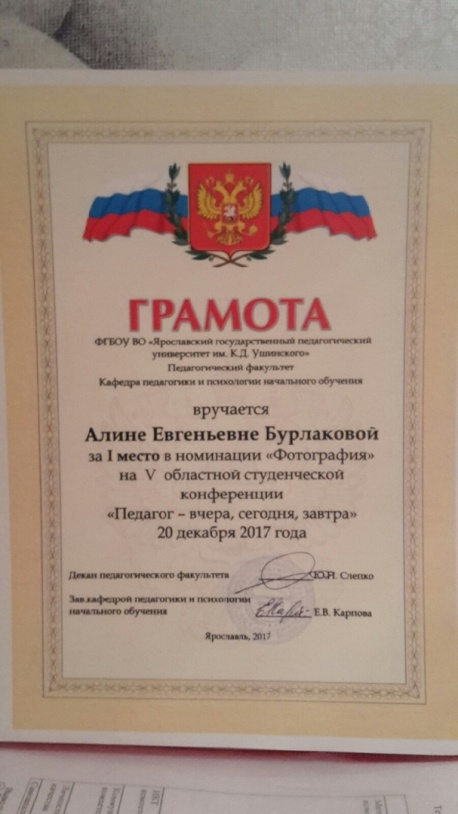 ГРАМОТА
ФГБОУ ВО «Ярославский государственный педагогический
университет им. К.Д. Ушинского»
Педагогический факультет
Кафедра педагогики и психологии начального обучения
вручается
Алине Евгеньевне Бурлаковой
за I место в номинации «Фотография»
на V областной студенческой
конференции
«Педагог – вчера, сегодня, завтра»
20 декабря 2017 года
Декан педагогического факультета Ю.Н. Слепко
Зав.кафедрой педагогики и психологии
начального обучения Е.В. Карпова
Ярославль, 2017